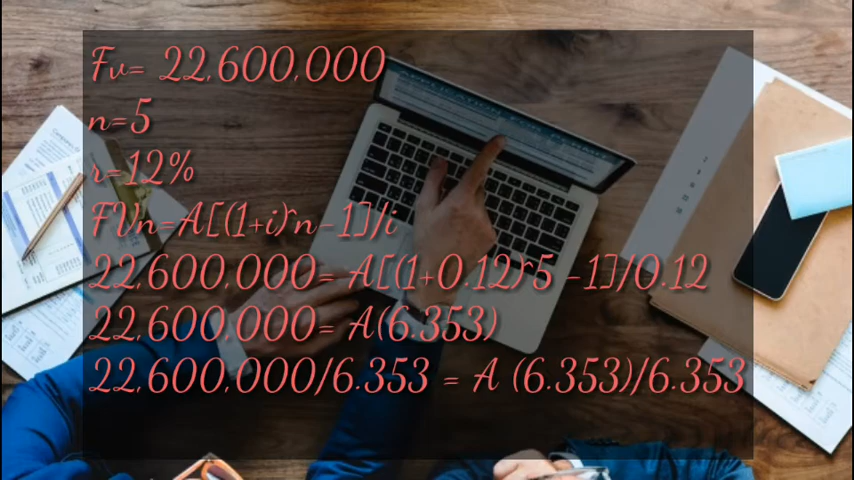 Fv= 22,600,000
n=5
r=12%
FVn=A[(1+i)^n-1]/i
22,600,000= A[(1+0.12)^5 -1]/0.12
22,600,000= A(6.353)
22,600,000/6.353 = A (6.353)/6.353